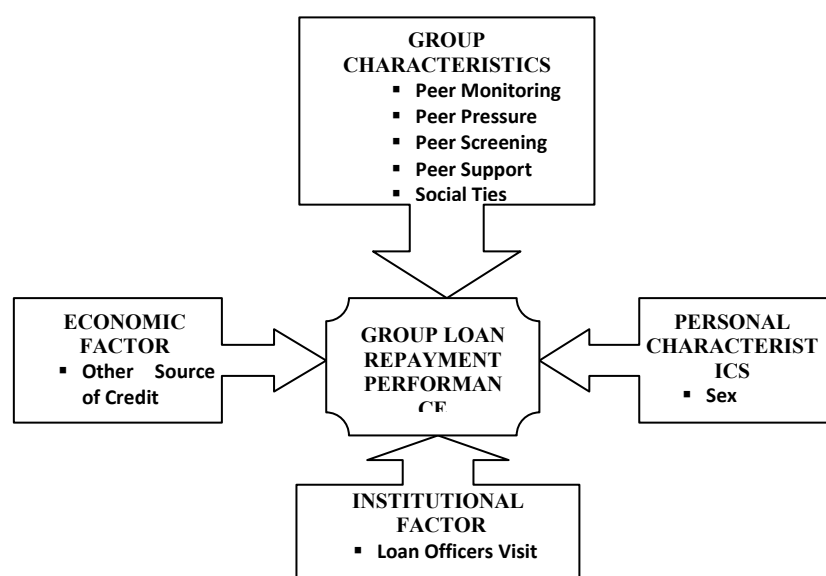 GROUP
CHARACTERISTICS
▪ Peer Monitoring
▪ Peer Pressure
▪ Peer Screening
▪ Peer Support
▪ Social Ties
ECONOMIC
FACTOR
▪ Other Source
of Credit
GROUP LOAN
REPAYMENT
PERFORMAN
CE
PERSONAL
CHARACTERIST
ICS
▪ Sex
INSTITUTIONAL
FACTOR
▪ Loan Officers Visit